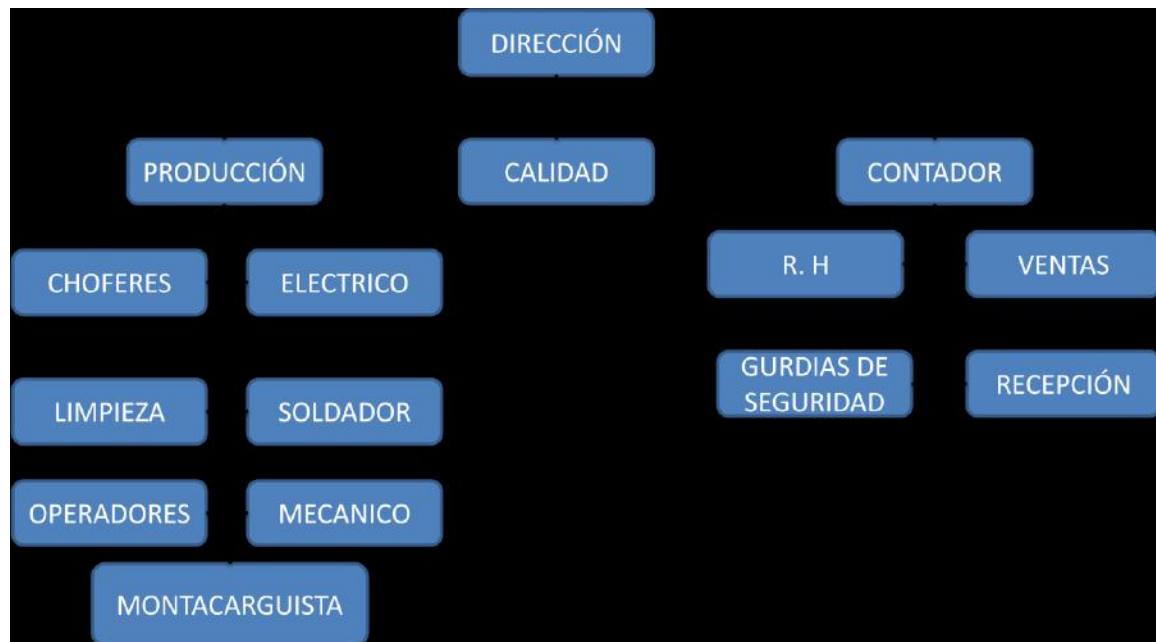 DIRECCIÓN
PRODUCCIÓN
CALIDAD
CONTADOR
CHOFERES
ELECTRICO
R. H
VENTAS
LIMPIEZA
SOLDADOR
GURDIAS DE
SEGURIDAD
RECEPCIÓN
OPERADORES
MECANICO
MONTACARGUISTA